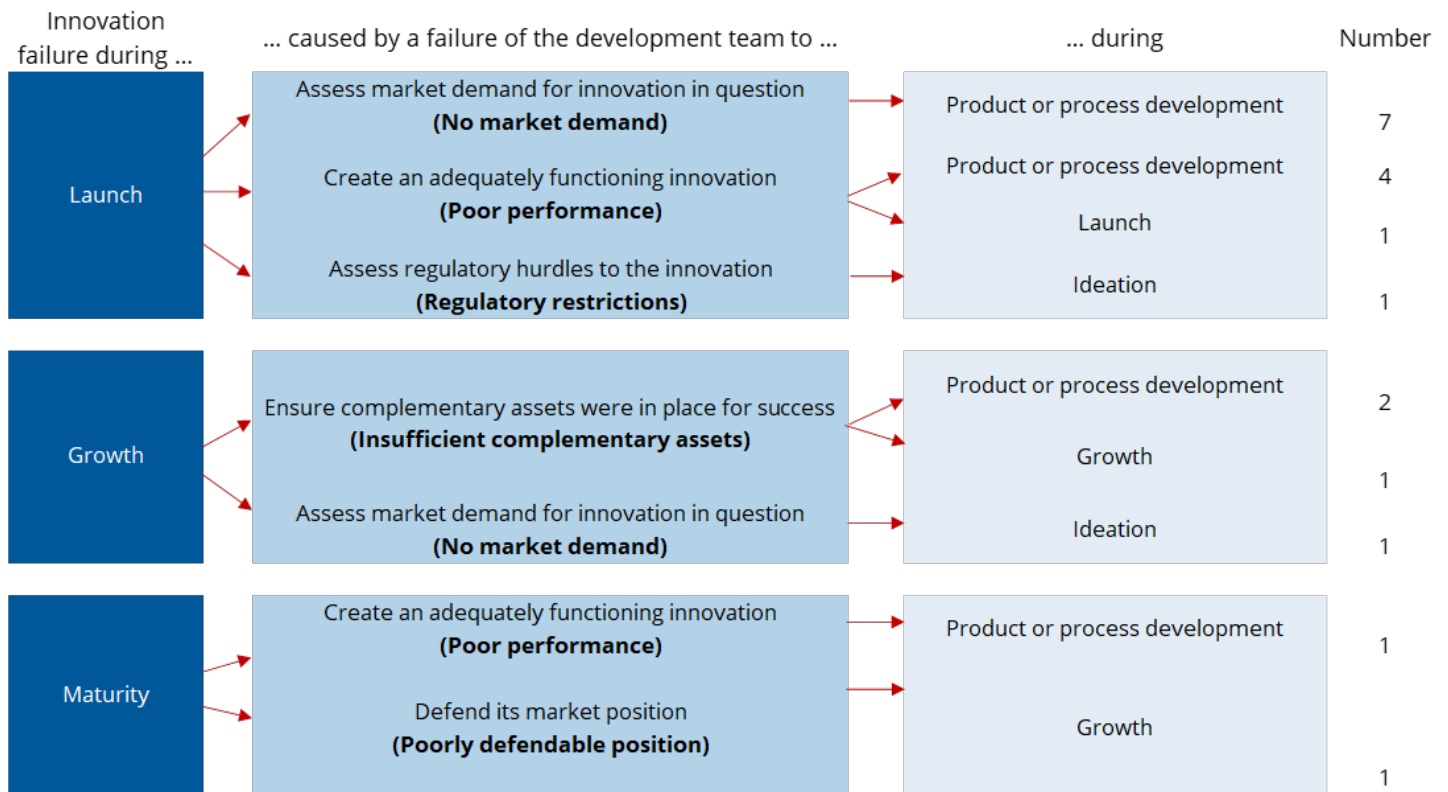 Innovation
failure during ...
... caused by a failure of the development team to ...
... during
Number
Launch
Assess market demand for innovation in question
(No market demand)
Product or process development
7
Create an adequately functioning innovation
(Poor performance)
Product or process development
4
Launch
1
Assess regulatory hurdles to the innovation
(Regulatory restrictions)
Ideation
1
Growth
Ensure complementary assets were in place for success
(Insufficient complementary assets)
Product or process development
2
Growth
1
Assess market demand for innovation in question
(No market demand)
Ideation
1
Maturity
Create an adequately functioning innovation
(Poor performance)
Product or process development
1
Defend its market position
(Poorly defendable position)
Growth
1